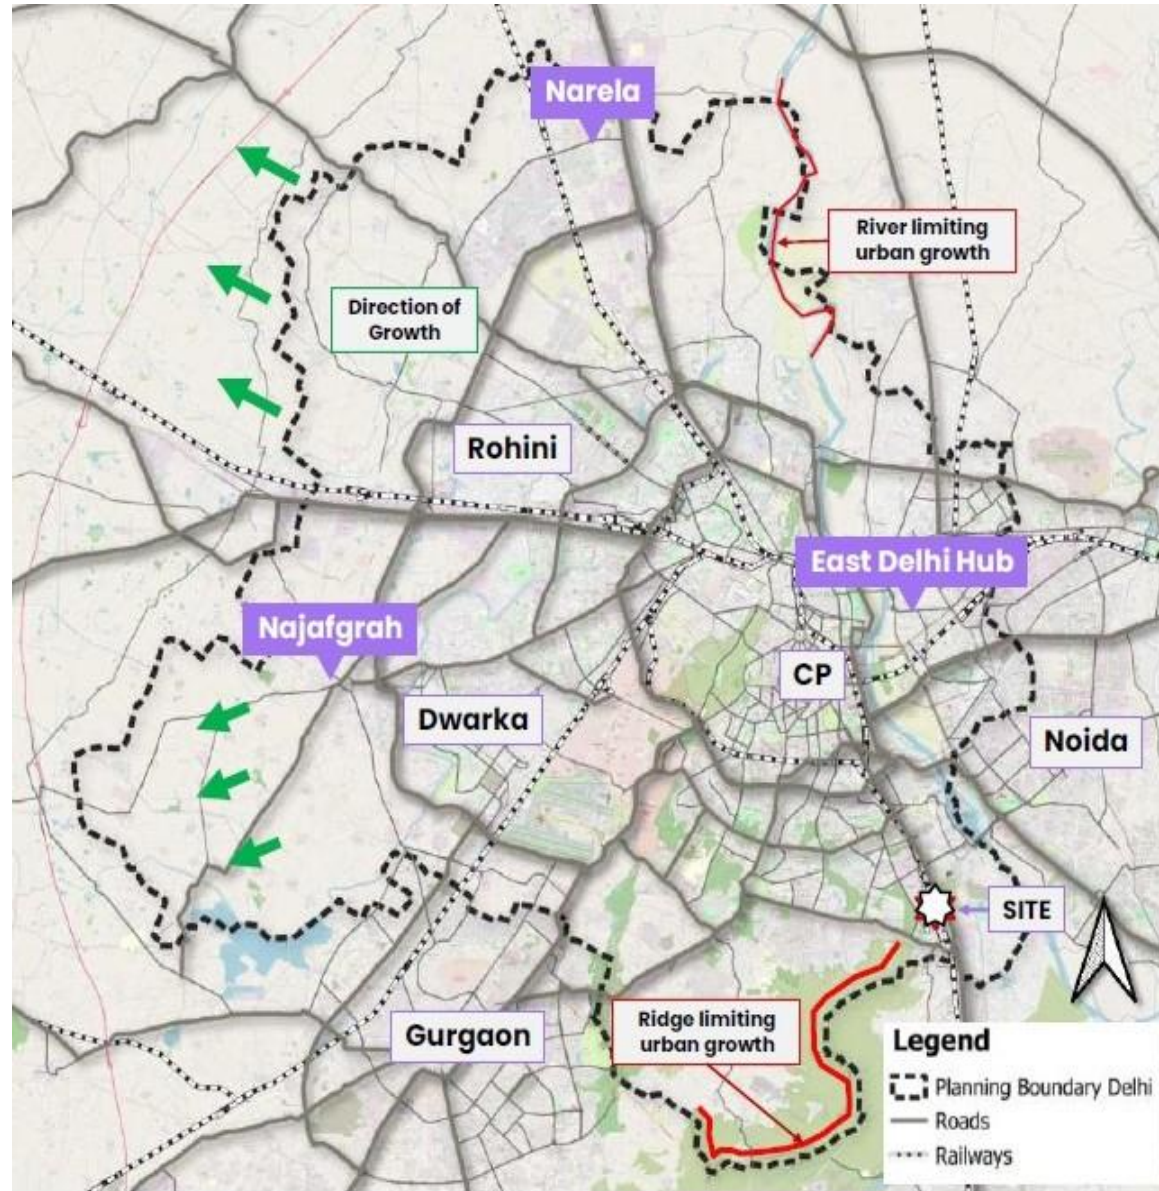 Narela
River limiting
urban growth
Direction of
Growth
Rohini
East Delhi Hub
Najafgrah
CP
Dwarka
Noida
SITE
Ridge limiting
urban growth
Gurgaon
Legend
Planning Boundary Delhi
Roads
Railways